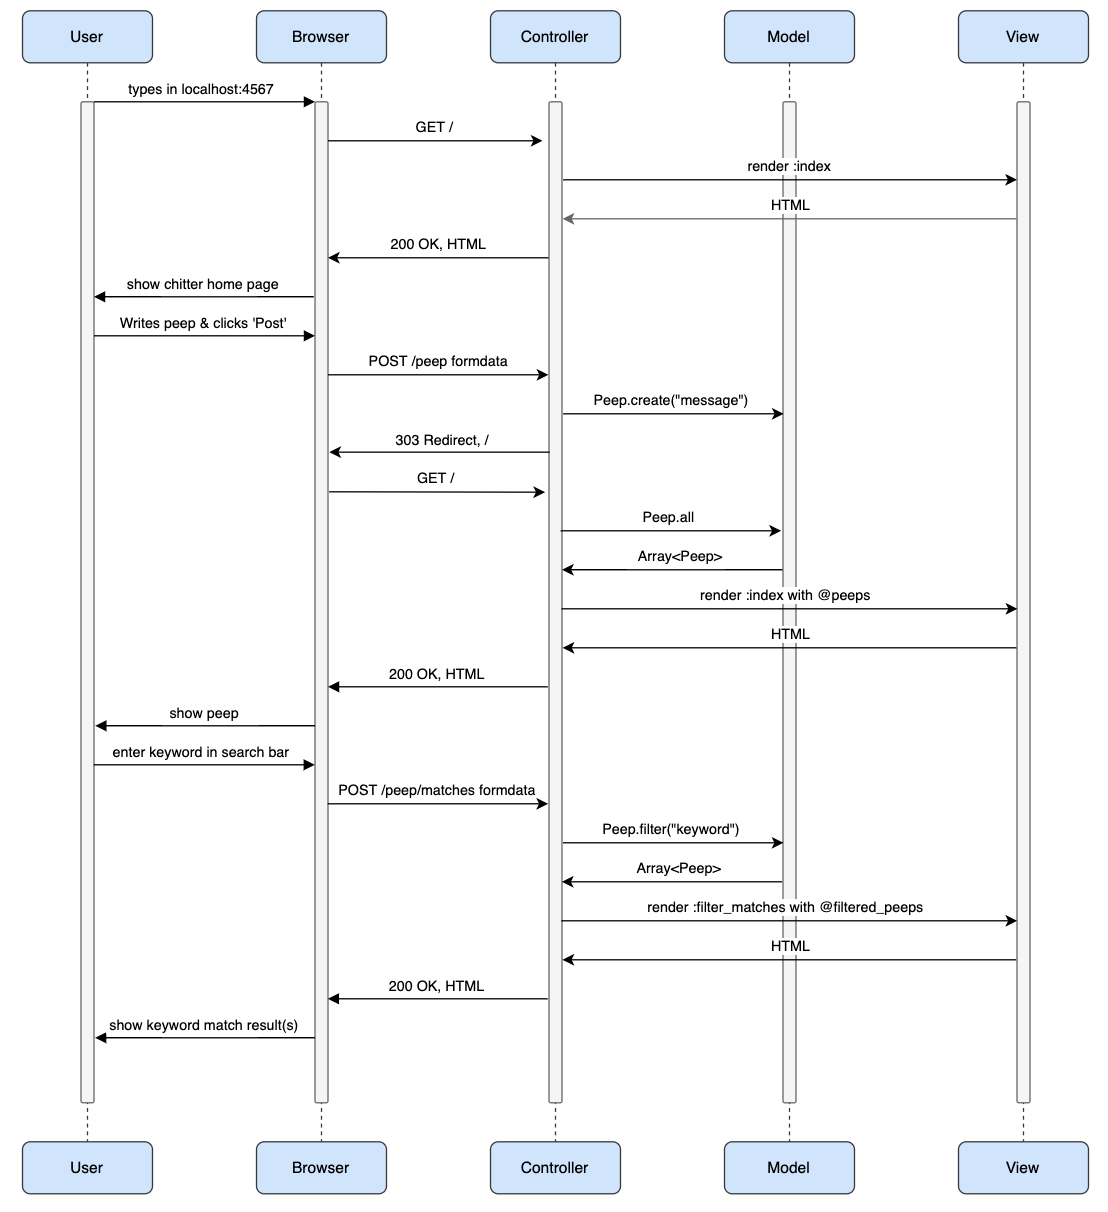 User
Browser
Controller
Model
View
types in localhost:4567
GET /
render :index
HTML
200 OK, HTML
show chitter home page
Writes peep & clicks 'Post'
POST /peep formdata
Peep.create("message")
303 Redirect, /
GET /
Peep.all
Array<Peep>
render :index with @peeps
HTML
200 OK, HTML
show peep
enter keyword in search bar
POST /peep/matches formdata
Peep.filter("keyword")
Array<Peep>
render :filter_matches with @filtered_peeps
HTML
200 OK, HTML
show keyword match result(s)
User
Browser
Controller
Model
View